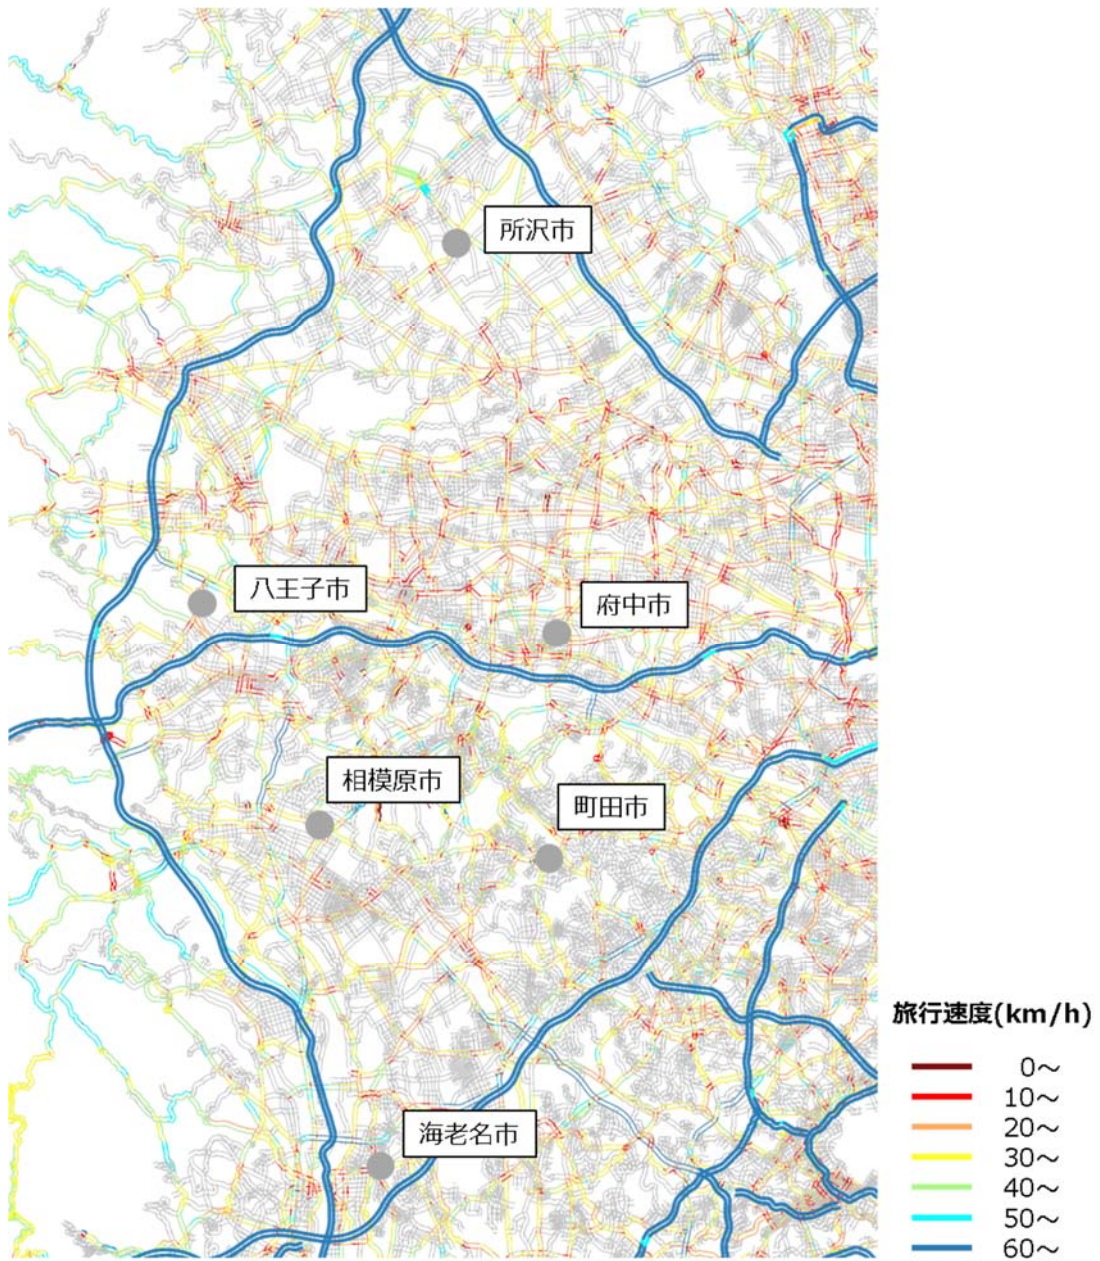 所沢市
八王子市
府中市
相模原市
町田市
海老名市
旅行速度(km/h)
0～
10～
20～
30～
40～
50～
60～